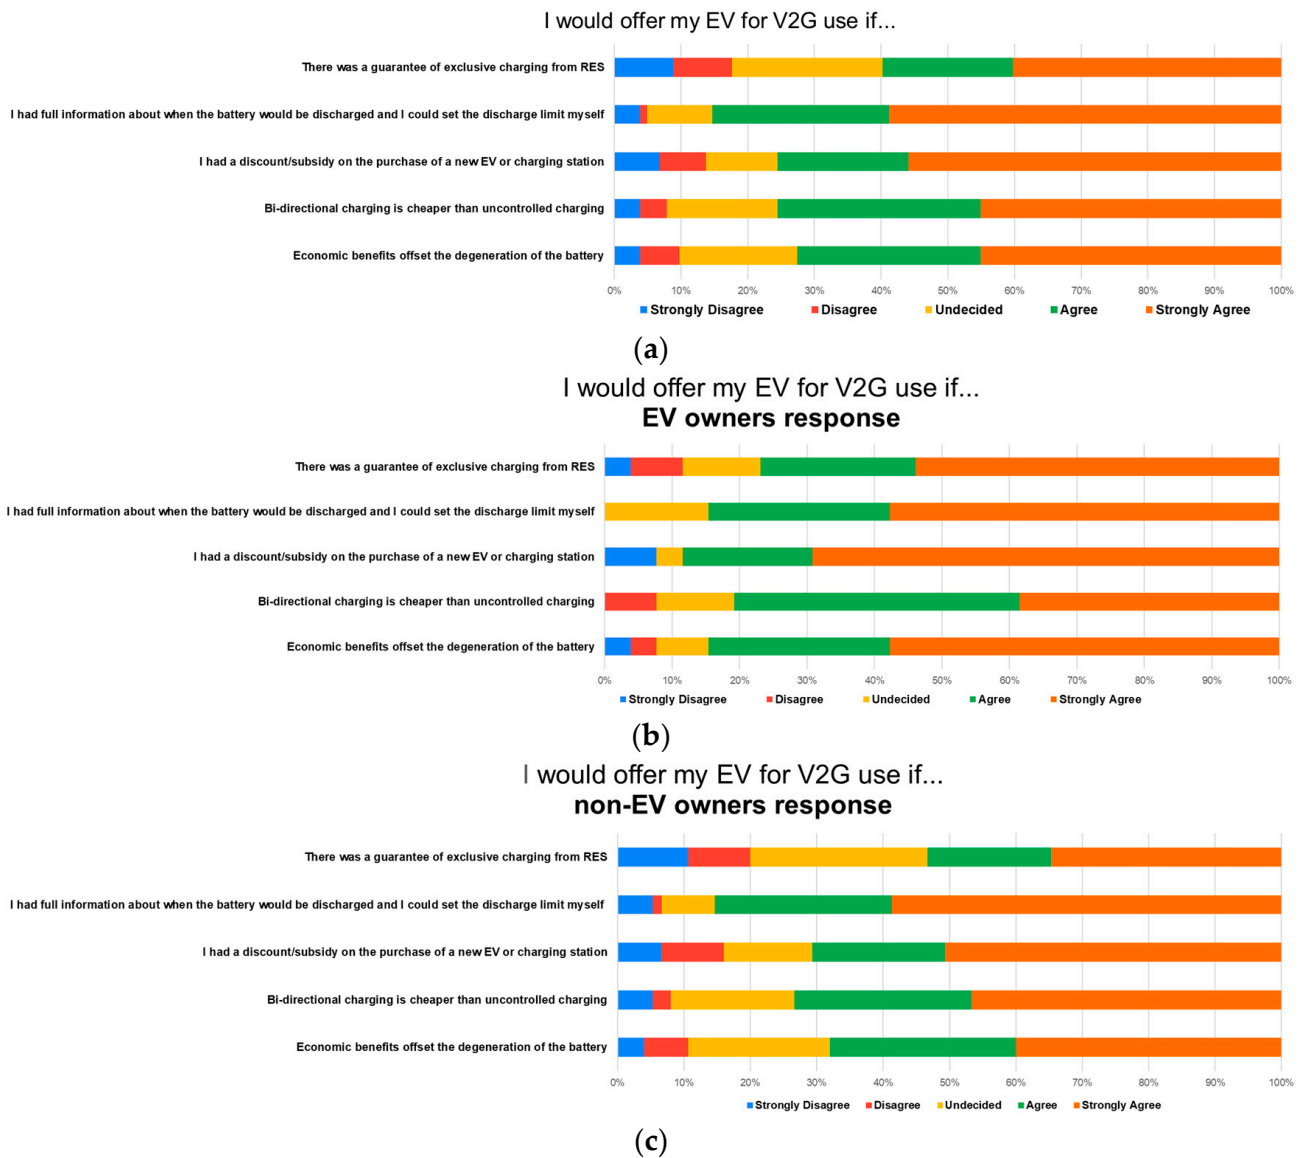 I would offer my EV for V2G use if...
There was a guarantee of exclusive charging from RES
I had full information about when the battery would be discharged and I could set the discharge limit myself
I had a discount/subsidy on the purchase of a new EV or charging station
Bi-directional charging is cheaper than uncontrolled charging
Economic benefits offset the degeneration of the battery
0% 10% 20% 30% 40% 50% 60% 70% 80% 90% 100%
Strongly Disagree Disagree Undecided Agree Strongly Agree
(a)
I would offer my EV for V2G use if...
EV owners response
There was a guarantee of exclusive charging from RES
I had full information about when the battery would be discharged and I could set the discharge limit myself
I had a discount/subsidy on the purchase of a new EV or charging station
Bi-directional charging is cheaper than uncontrolled charging
Economic benefits offset the degeneration of the battery
0% 10% 20% 30% 40% 50% 60% 70% 80% 90% 100%
Strongly Disagree Disagree Undecided Agree Strongly Agree
(b)
I would offer my EV for V2G use if...
non-EV owners response
There was a guarantee of exclusive charging from RES
I had full information about when the battery would be discharged and I could set the discharge limit myself
I had a discount/subsidy on the purchase of a new EV or charging station
Bi-directional charging is cheaper than uncontrolled charging
Economic benefits offset the degeneration of the battery
0% 10% 20% 30% 40% 50% 60% 70% 80% 90% 100%
Strongly Disagree Disagree Undecided Agree Strongly Agree
(c)